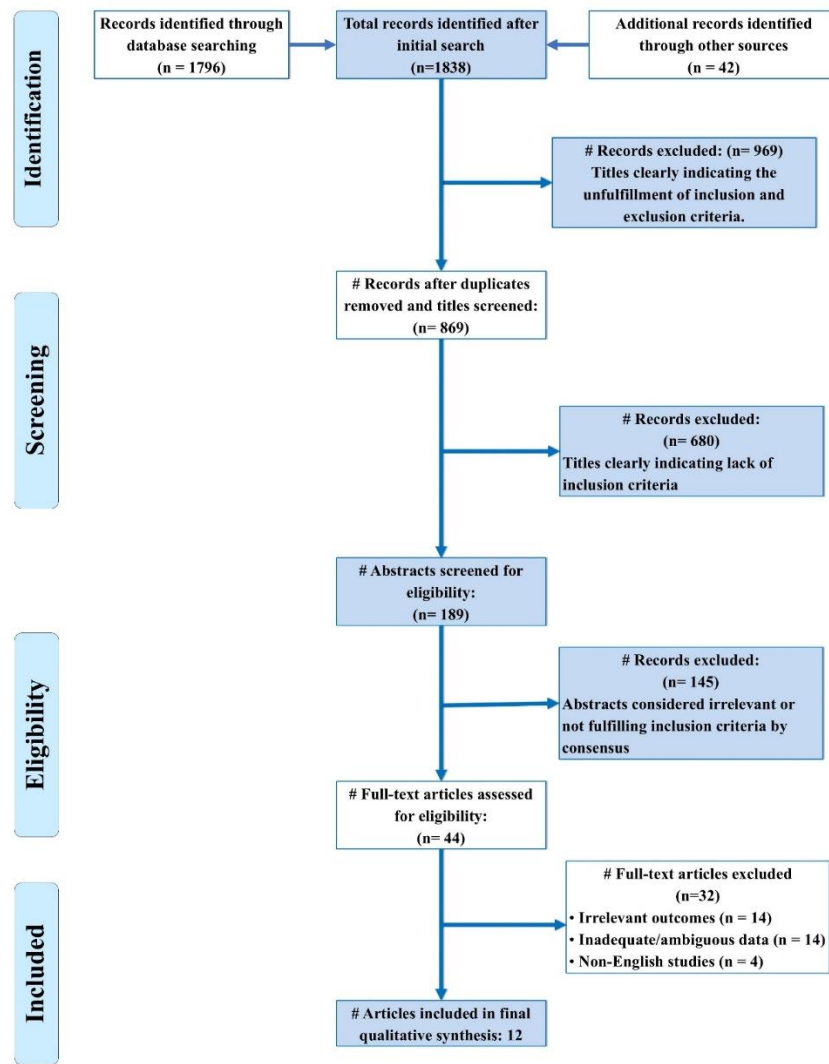 Records identified through
database searching
(n = 1796)
Total records identified after
initial search
(n=1838)
Additional records identified
through other sources
(n = 42)
Identification
# Records excluded: (n= 969)
Titles clearly indicating the
unfulfillment of inclusion and
exclusion criteria.
# Records after duplicates
removed and titles screened:
(n= 869)
Screening
# Records excluded:
(n= 680)
Titles clearly indicating lack of
inclusion criteria
# Abstracts screened for
eligibility:
(n= 189)
Eligibility
# Records excluded:
(n= 145)
Abstracts considered irrelevant or
not fulfilling inclusion criteria by
consensus
# Full-text articles assessed
for eligibility:
(n= 44)
Included
# Full-text articles excluded
(n=32)
• Irrelevant outcomes (n = 14)
• Inadequate/ambiguous data (n = 14)
• Non-English studies (n = 4)
# Articles included in final
qualitative synthesis: 12